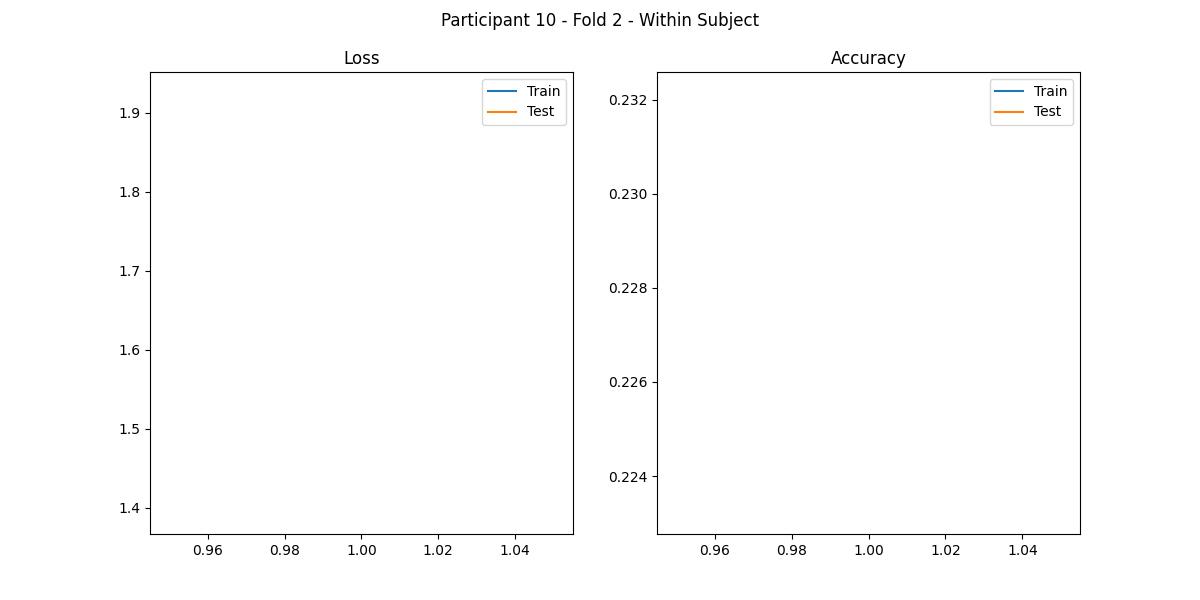 Participant 10 - Fold 2 - Within Subject
Loss
Train
Test
1.9
1.8
1.7
1.6
1.5
1.4
0.96 0.98 1.00 1.02 1.04
Accuracy
Train
Test
0.232
0.230
0.228
0.226
0.224
0.96 0.98 1.00 1.02 1.04